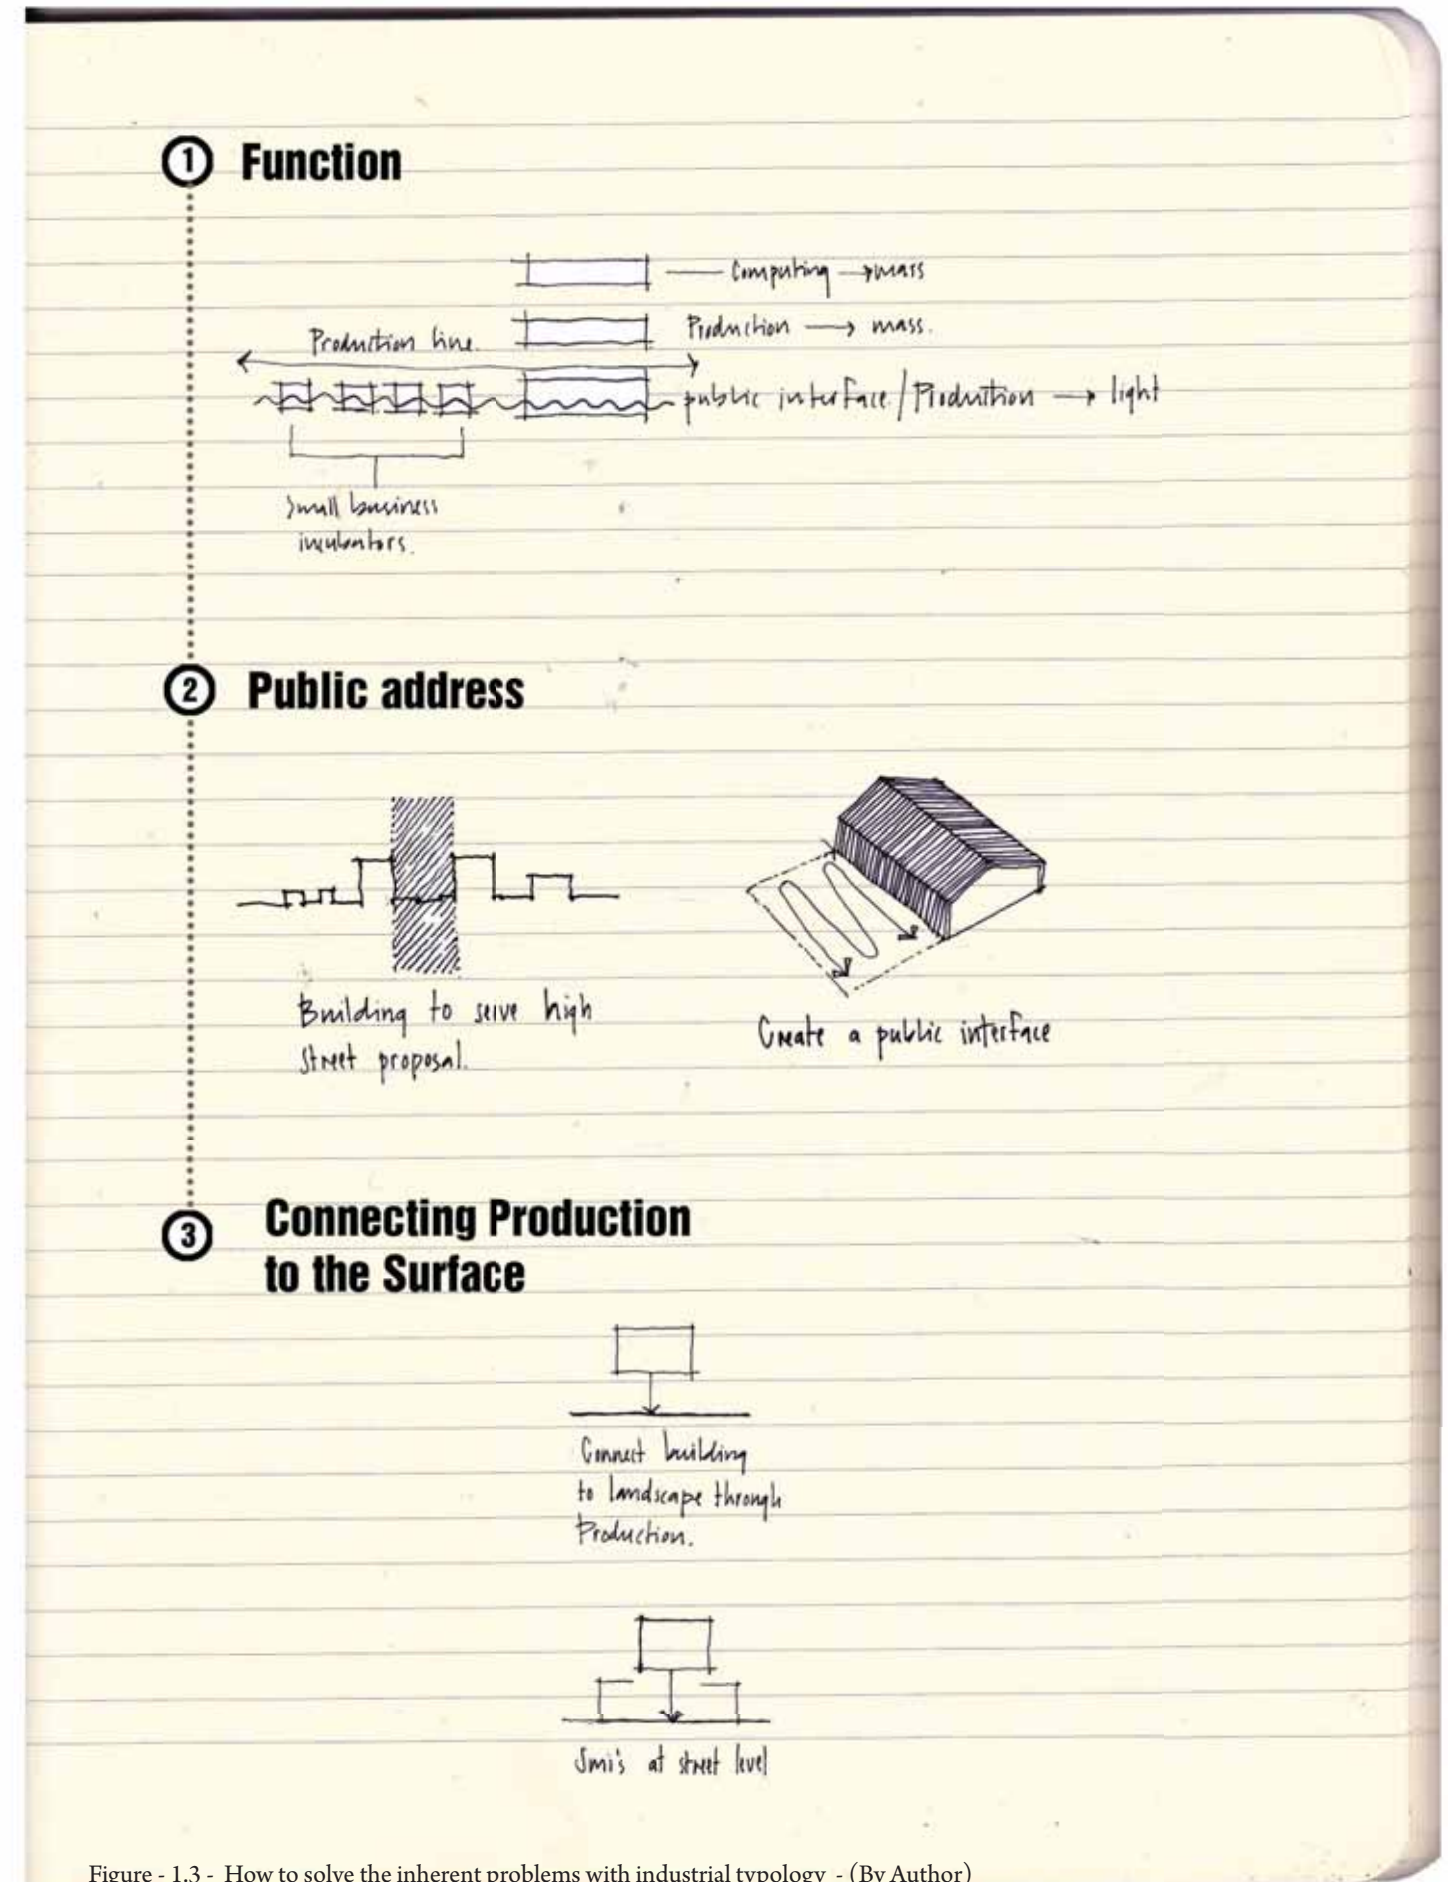 1 Function
Computing → mass
Production line.
Production → mass.
public interface / Production → light
Small business
incubators.
2 Public address
Building to serve high
street proposal.
Create a public interface
3 Connecting Production
to the Surface
Connect building
to landscape through
Production.
Smi's at street level
Figure - 1.3 - How to solve the inherent problems with industrial typology - (By Author)